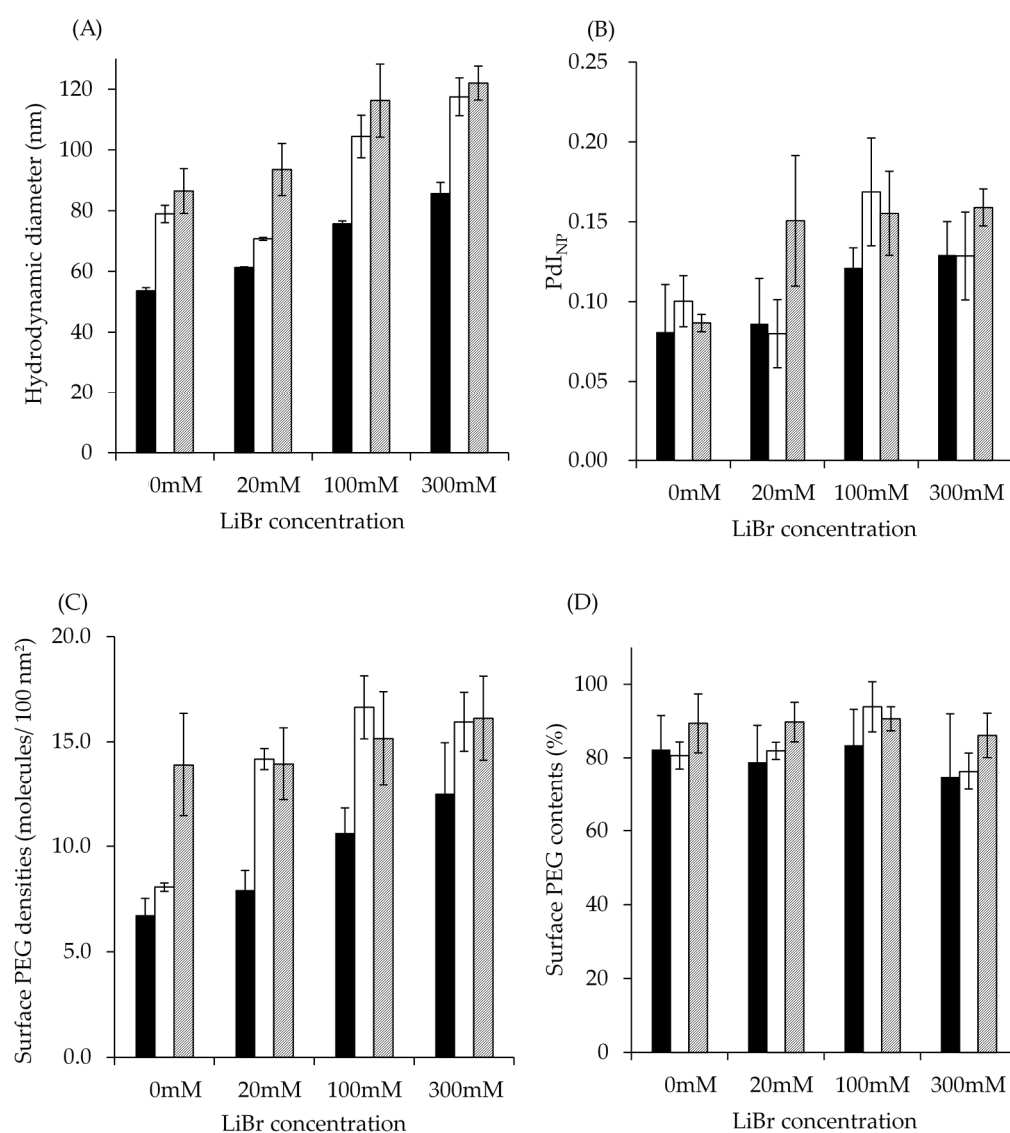 (A)
Hydrodynamic diameter (nm)
120
100
80
60
40
20
0
0mM 20mM 100mM 300mM
LiBr concentration
(B)
PdI_NP
0.25
0.20
0.15
0.10
0.05
0.00
0mM 20mM 100mM 300mM
LiBr concentration
(C)
Surface PEG densities (molecules/ 100 nm²)
20.0
15.0
10.0
5.0
0.0
0mM 20mM 100mM 300mM
LiBr concentration
(D)
Surface PEG contents (%)
100
80
60
40
20
0
0mM 20mM 100mM 300mM
LiBr concentration